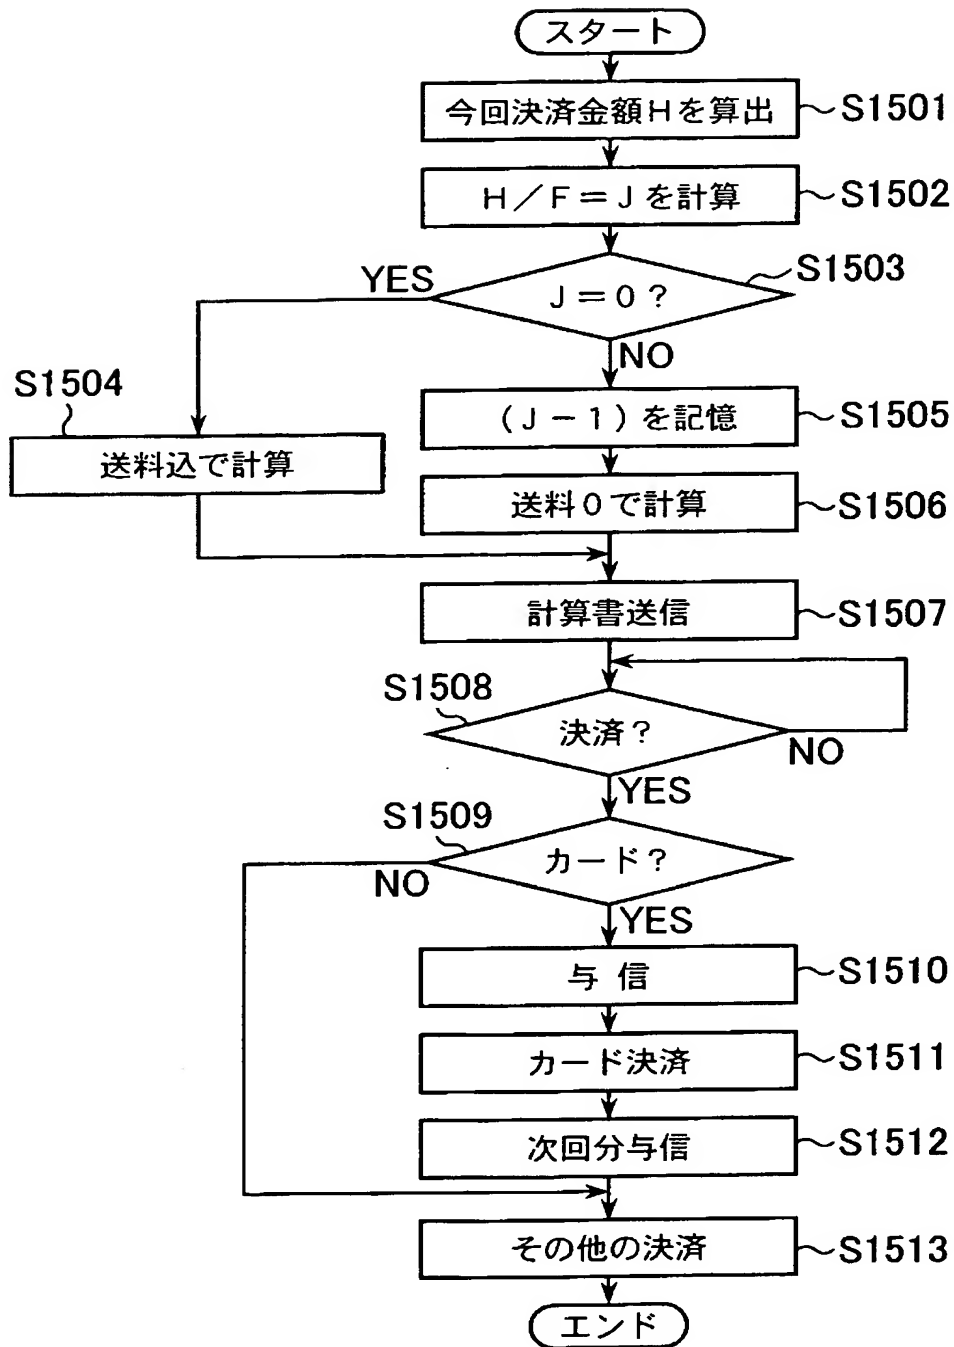 スタート
今回決済金額Hを算出 S1501
H/F=Jを計算 S1502
J=0? S1503
YES
NO
S1504
送料込で計算
(J-1)を記憶 S1505
送料0で計算 S1506
計算書送信 S1507
S1508
決済?
NO
YES
S1509
カード?
NO
YES
与信 S1510
カード決済 S1511
次回分与信 S1512
その他の決済 S1513
エンド